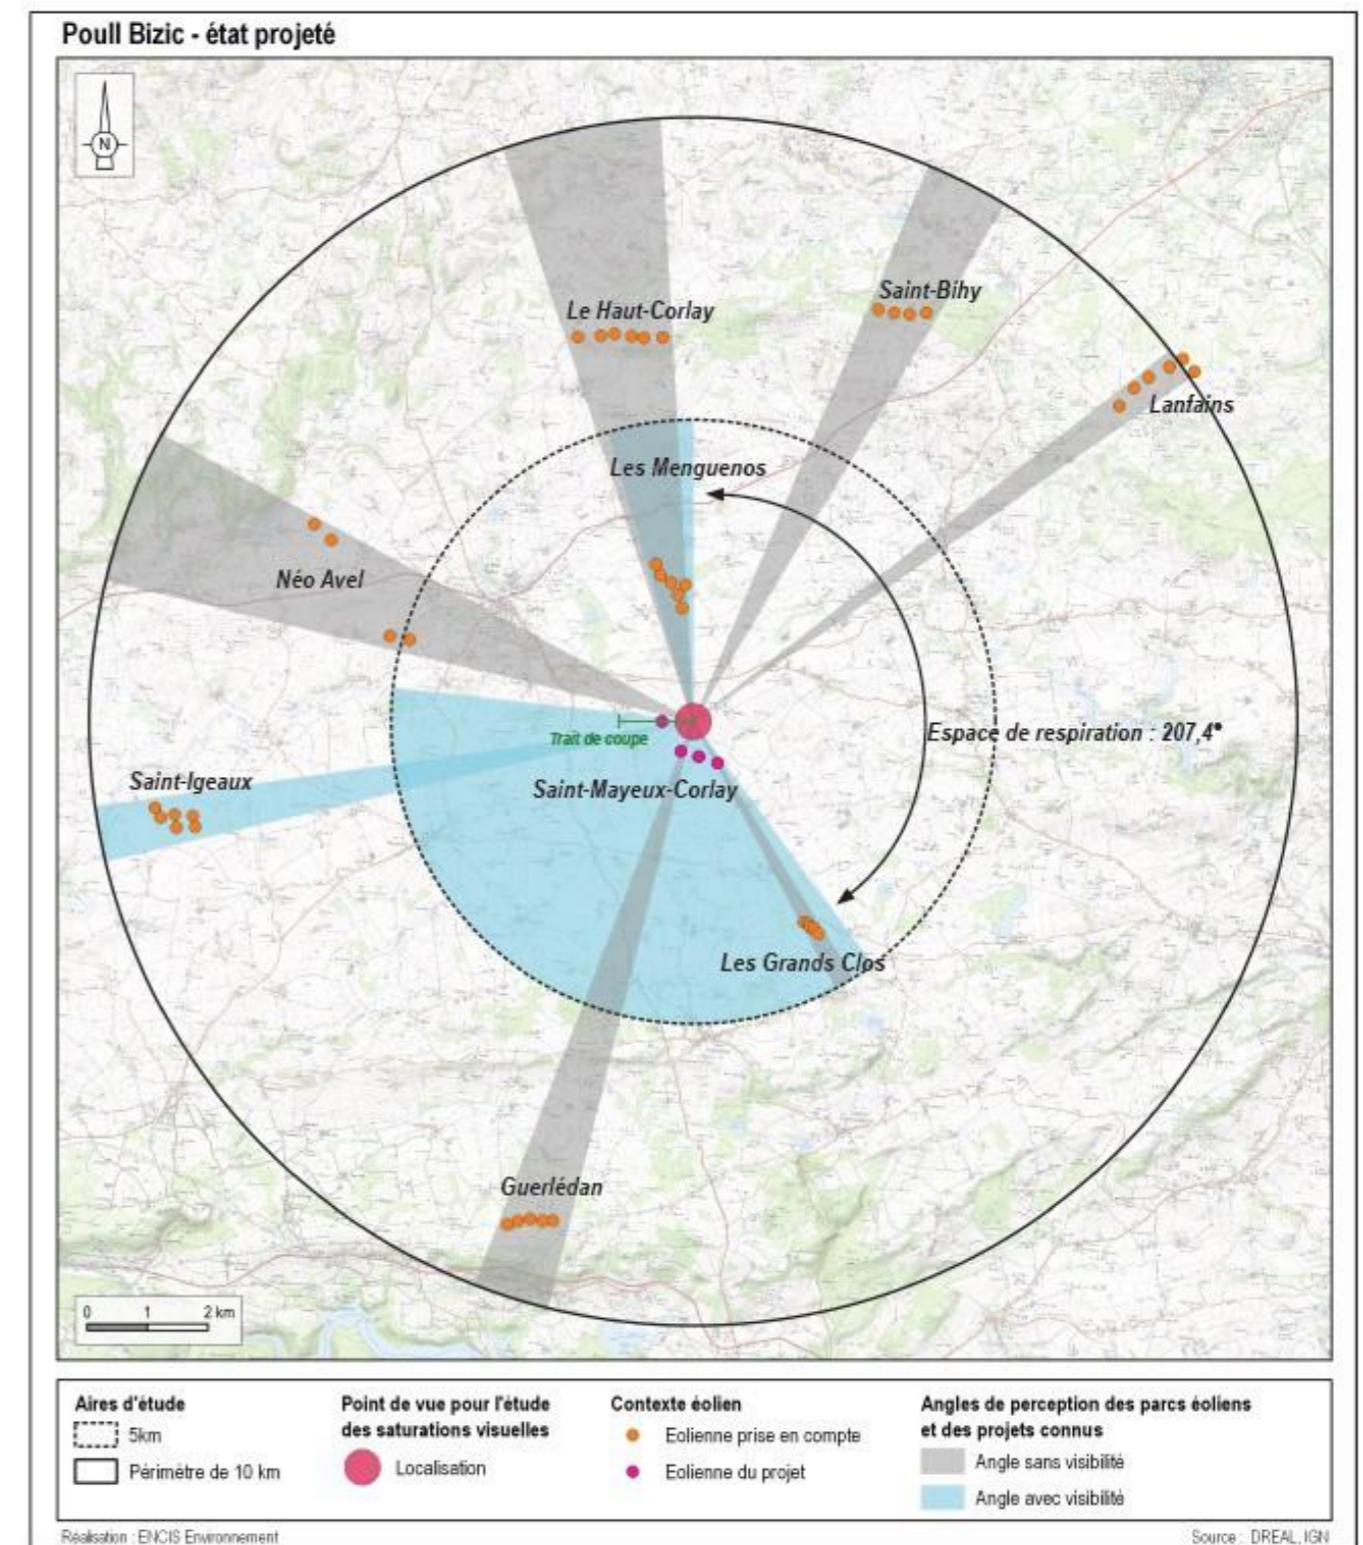 Poull Bizic - état projeté
N
Saint-Bihy
Le Haut-Corlay
Lanfains
Les Menguenos
Néo Avel
Espace de respiration : 207,4°
Trait de coupe
Saint-Igeaux
Saint-Mayeux-Corlay
Les Grands Clos
Guerlédan
0 1 2 km
Aires d'étude
5km
Périmètre de 10 km
Point de vue pour l'étude
des saturations visuelles
Localisation
Contexte éolien
Eolienne prise en compte
Eolienne du projet
Angles de perception des parcs éoliens
et des projets connus
Angle sans visibilité
Angle avec visibilité
Réalisation : ENCIS Environnement
Source : DREAL, IGN